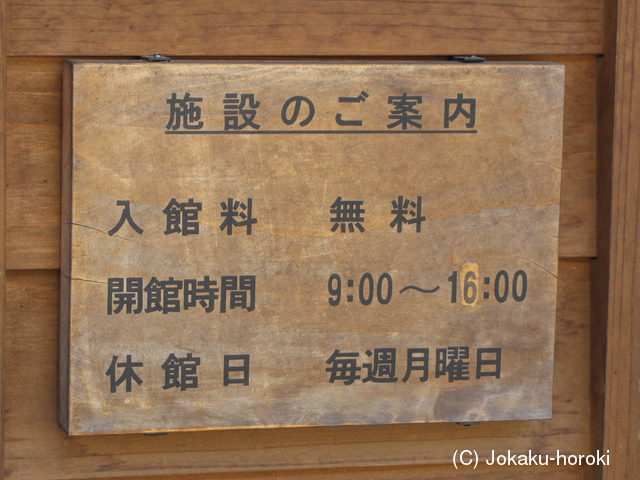 施設のご案内
入館料 無料
開館時間 9:00～16:00
休館日 毎週月曜日
(C) Jokaku-horoki